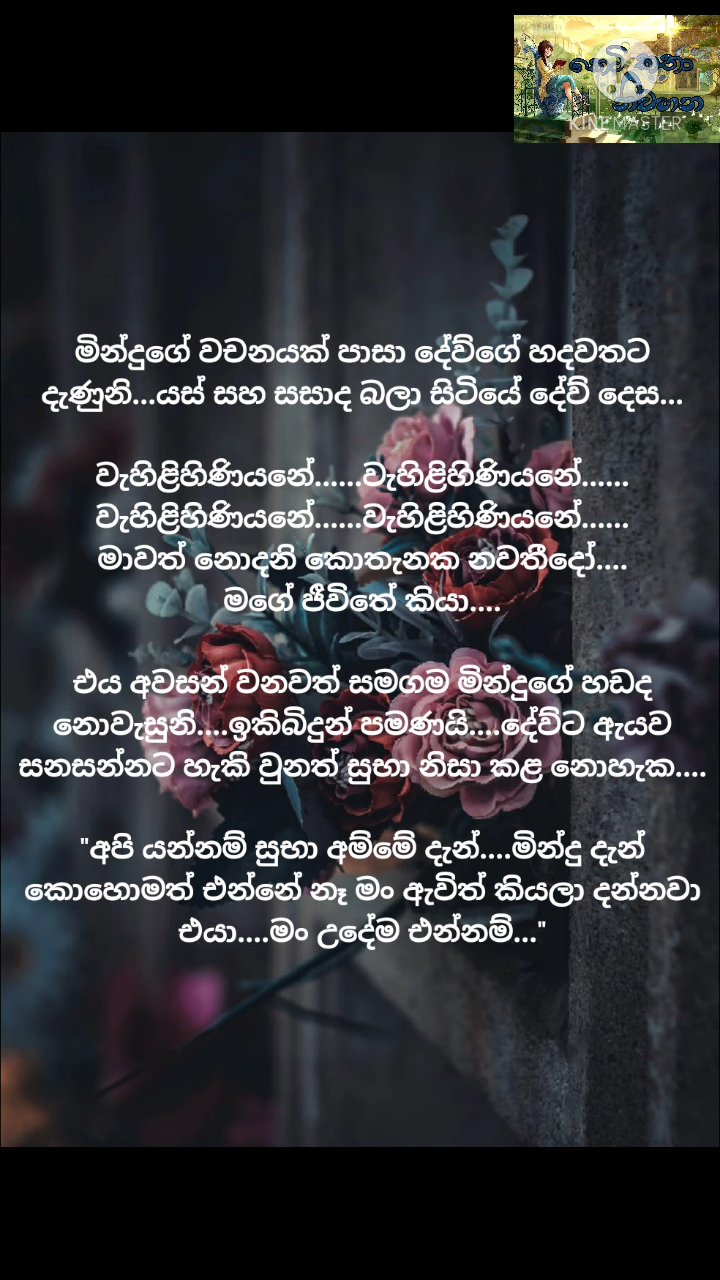 KINEMASTER
මින්දුගේ වචනයක් පාසා දේව්ගේ හදවතට
දැණුනි...යස් සහ සසාද බලා සිටියේ දේව් දෙස...
වැහිළිහිණියනේ......වැහිළිහිණියනේ......
වැහිළිහිණියනේ......වැහිළිහිණියනේ......
මාවත් නොදනි කොතැනක නවතීදෝ....
මගේ ජීවිතේ කියා....
එය අවසන් වනවත් සමගම මින්දුගේ හඩද
නොවැසුනි....ඉකිබිඳුන් පමණයි....දේව්ට ඇයව
සනසන්නට හැකි වුනත් සුභා නිසා කළ නොහැක....
"අපි යන්නම් සුභා අම්මේ දැන්....මින්දු දැන්
කොහොමත් එන්නේ නෑ මං ඇවිත් කියලා දන්නවා
එයා....මං උදේම එන්නම්..."